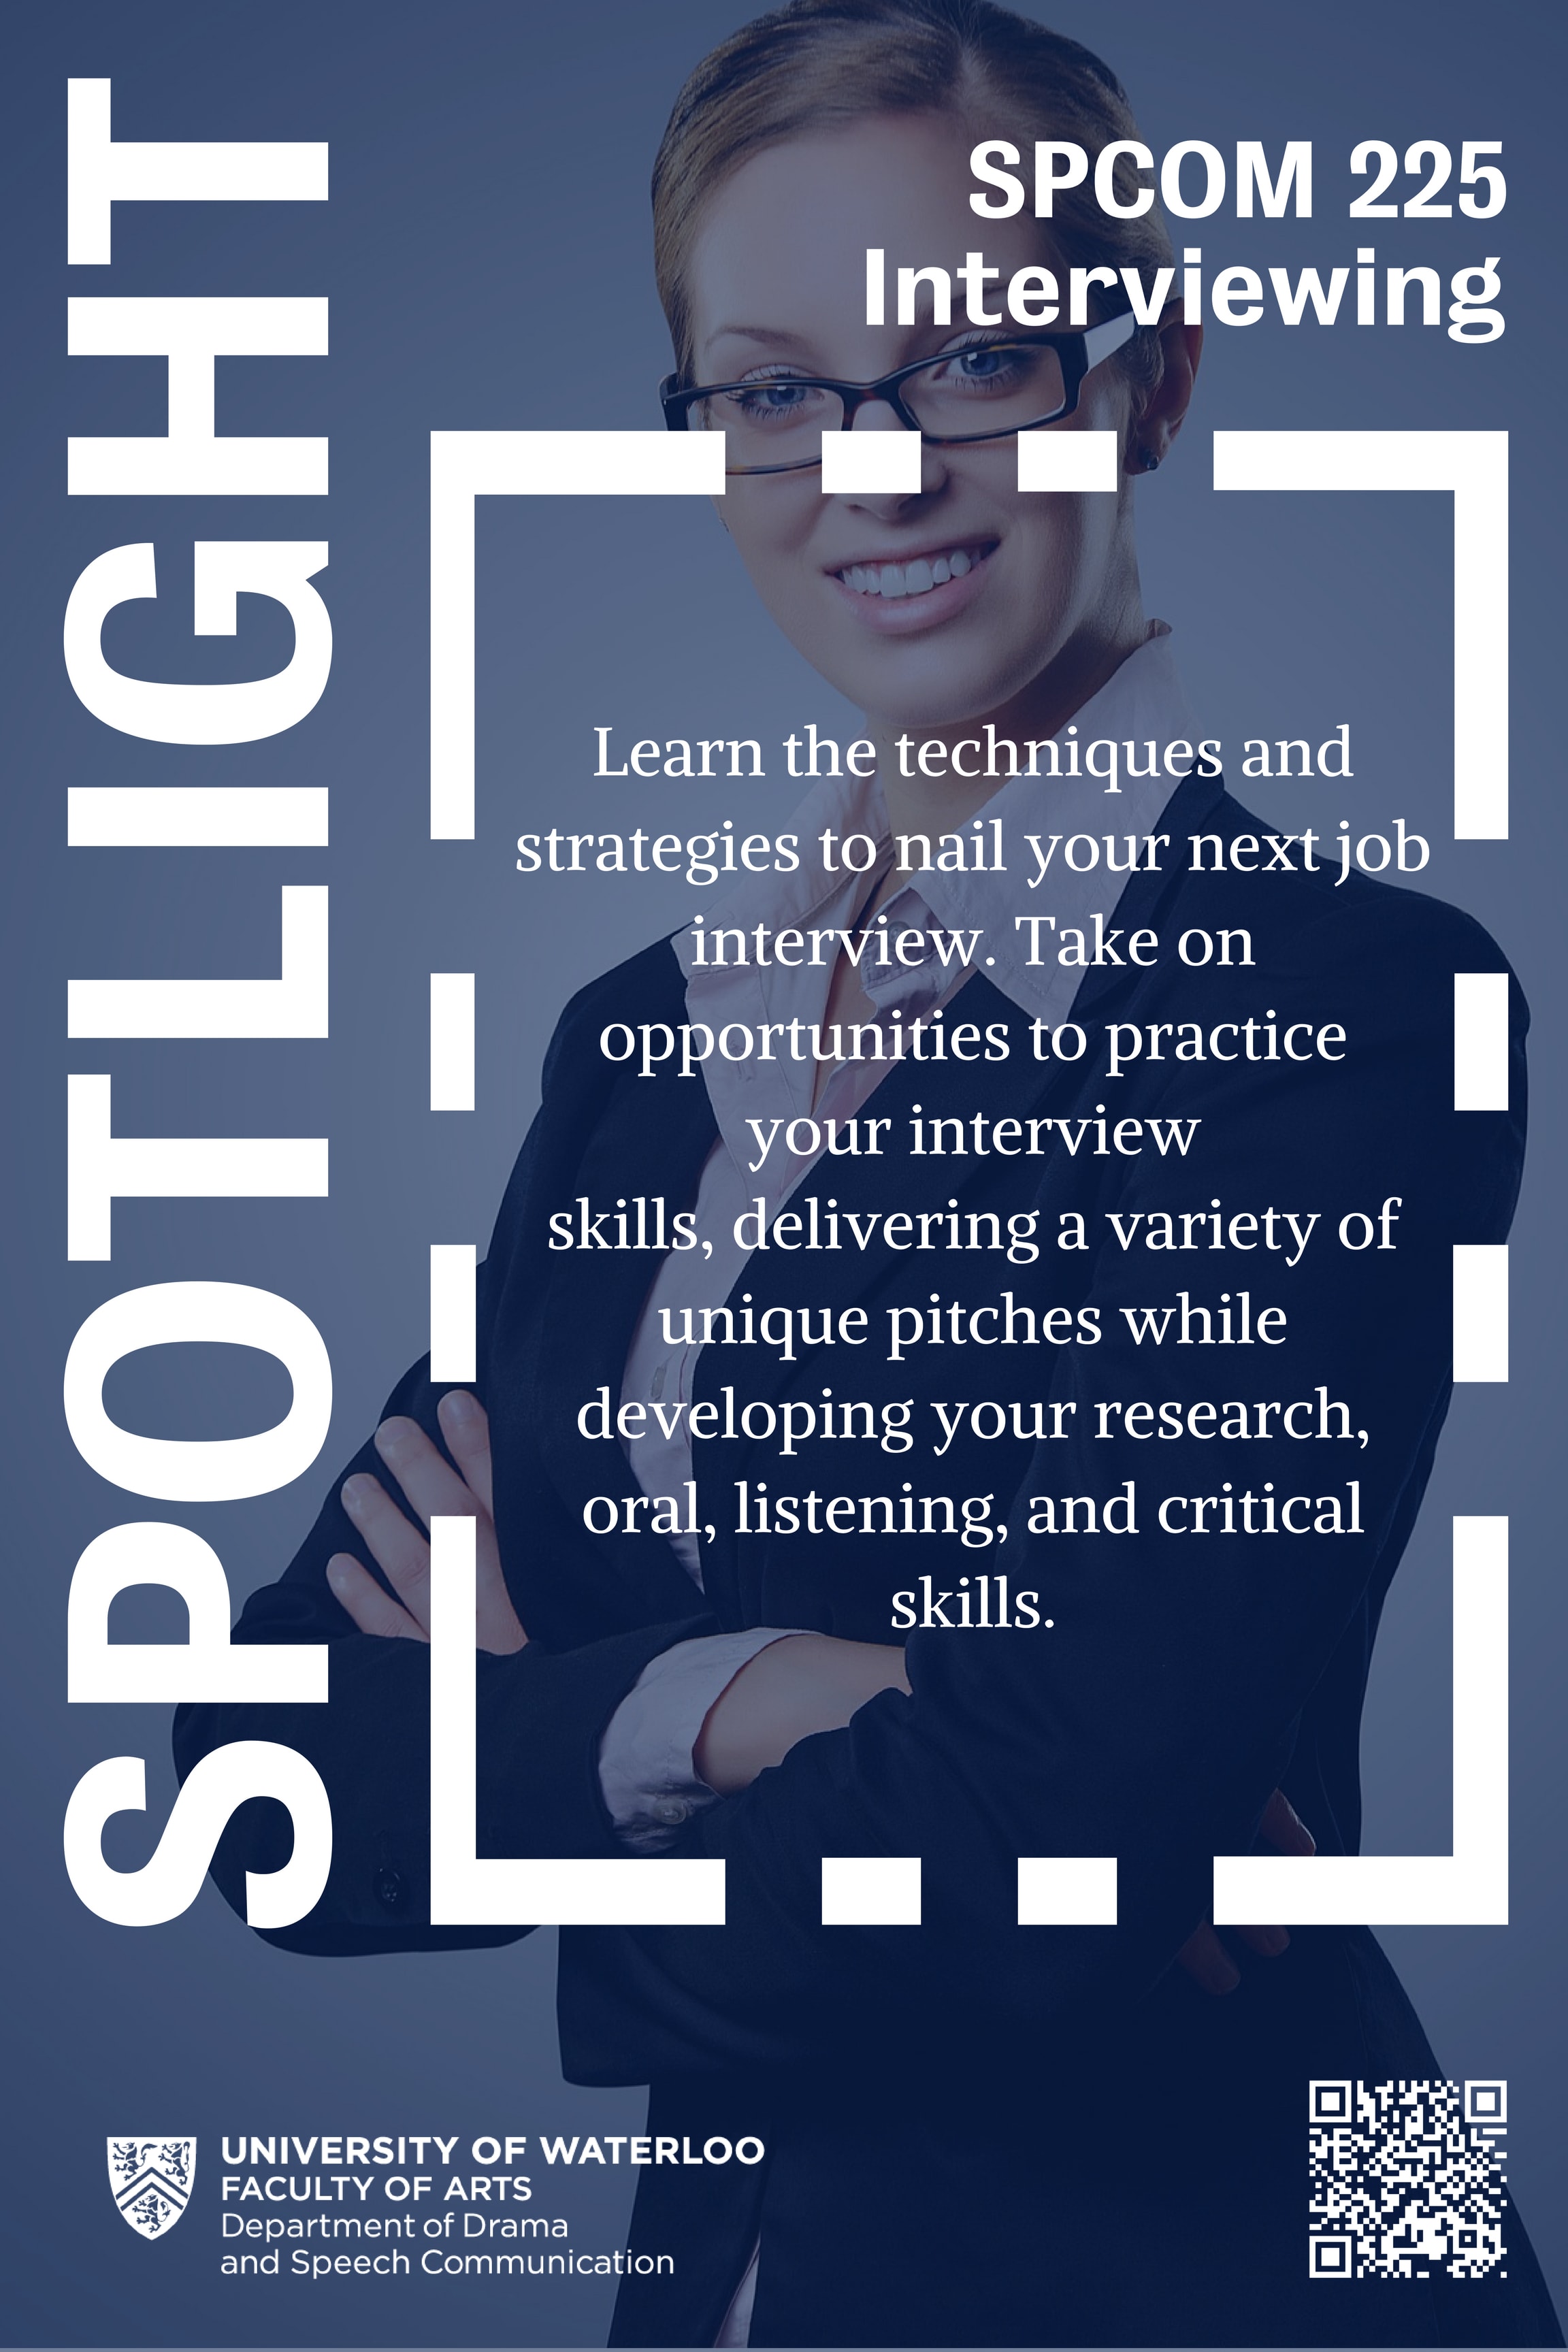 SPOTLIGHT
SPCOM 225
Interviewing
Learn the techniques and
strategies to nail your next job
interview. Take on
opportunities to practice
your interview
skills, delivering a variety of
unique pitches while
developing your research,
oral, listening, and critical
skills.
UNIVERSITY OF WATERLOO
FACULTY OF ARTS
Department of Drama
and Speech Communication